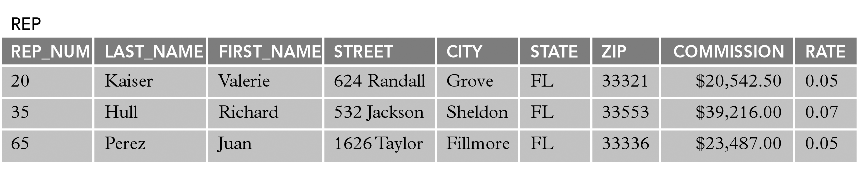 REP
REP_NUM LAST_NAME FIRST_NAME STREET CITY STATE ZIP COMMISSION RATE
20 Kaiser Valerie 624 Randall Grove FL 33321 $20,542.50 0.05
35 Hull Richard 532 Jackson Sheldon FL 33553 $39,216.00 0.07
65 Perez Juan 1626 Taylor Fillmore FL 33336 $23,487.00 0.05